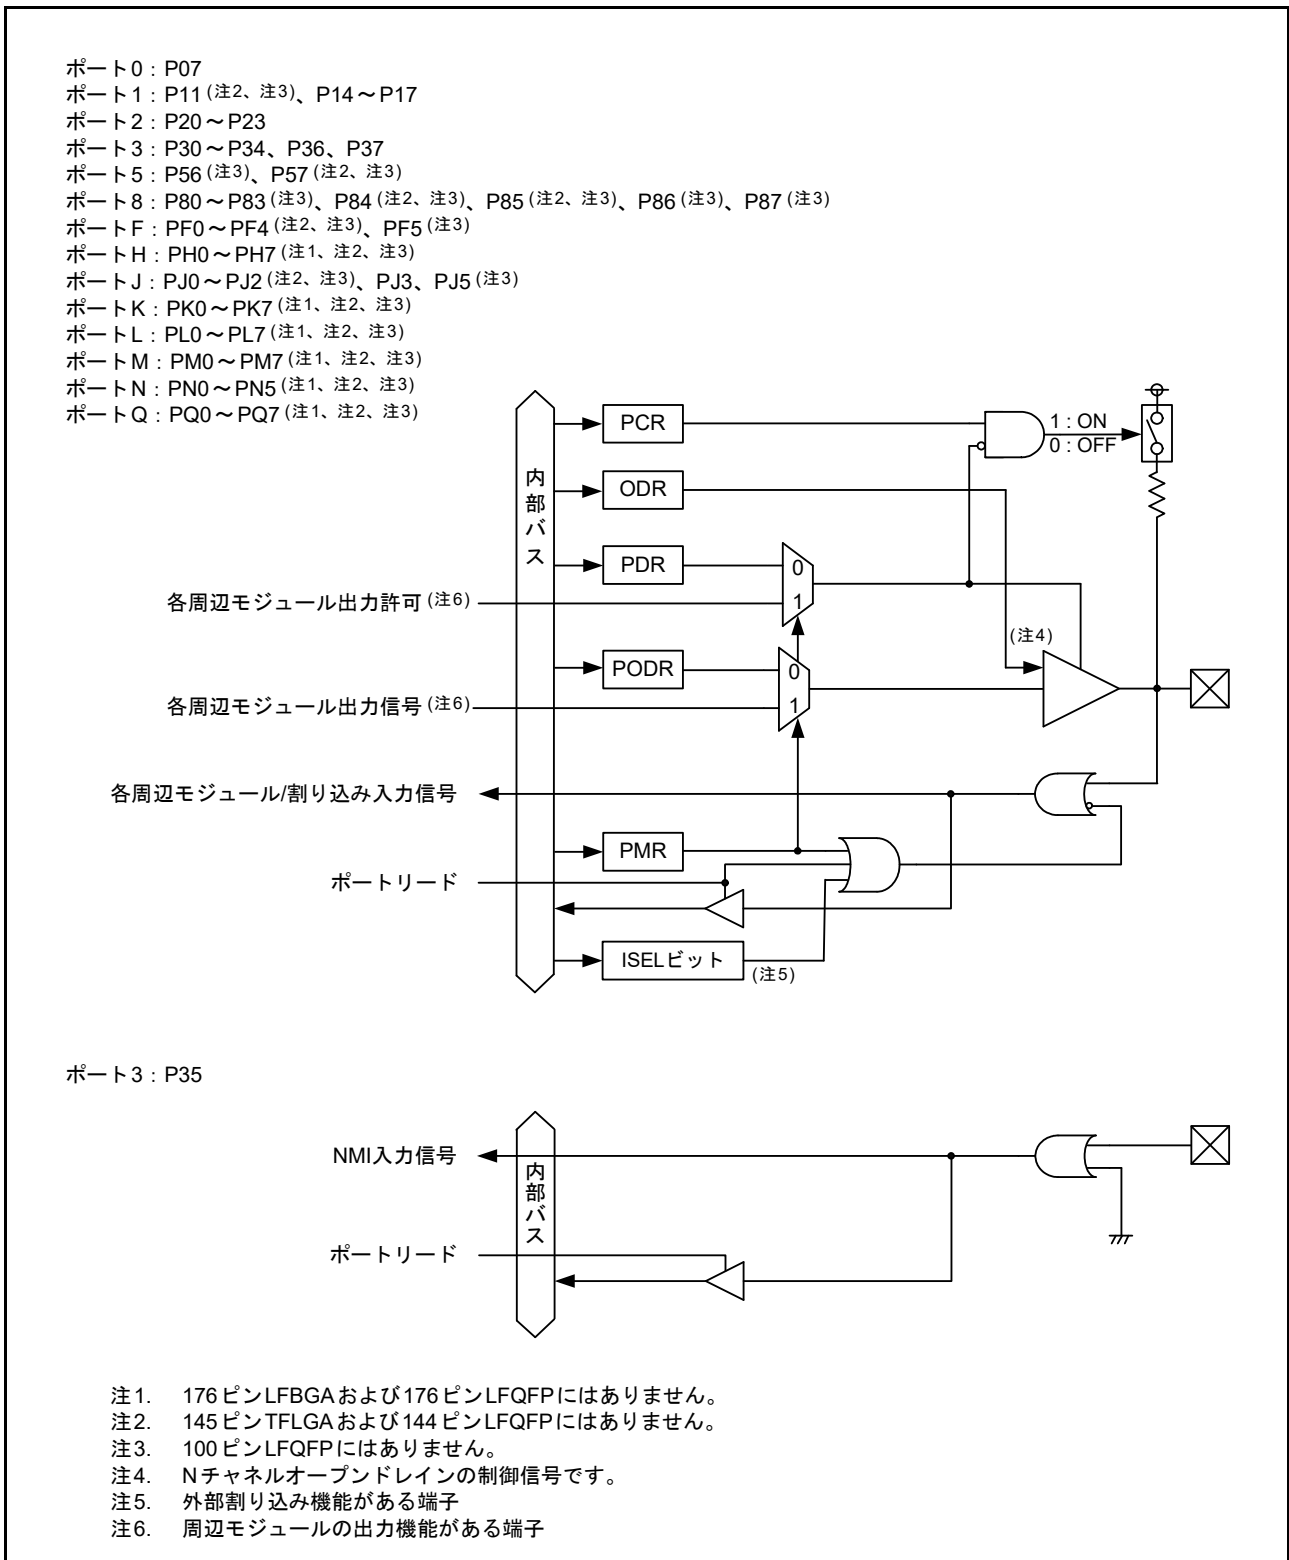 ポート0：P07
ポート1：P11 (注2、注3)、P14～P17
ポート2：P20～P23
ポート3：P30～P34、P36、P37
ポート5：P56 (注3)、P57 (注2、注3)
ポート8：P80～P83 (注3)、P84 (注2、注3)、P85 (注2、注3)、P86 (注3)、P87 (注3)
ポートF：PF0～PF4 (注2、注3)、PF5 (注3)
ポートH：PH0～PH7 (注1、注2、注3)
ポートJ：PJ0～PJ2 (注2、注3)、PJ3、PJ5 (注3)
ポートK：PK0～PK7 (注1、注2、注3)
ポートL：PL0～PL7 (注1、注2、注3)
ポートM：PM0～PM7 (注1、注2、注3)
ポートN：PN0～PN5 (注1、注2、注3)
ポートQ：PQ0～PQ7 (注1、注2、注3)
PCR
1 : ON
0 : OFF
内部バス
ODR
PDR
0
1
各周辺モジュール出力許可 (注6)
(注4)
PODR
0
1
各周辺モジュール出力信号 (注6)
各周辺モジュール/割り込み入力信号
PMR
ポートリード
ISELビット
(注5)
ポート3：P35
NMI入力信号
内部バス
ポートリード
注1. 176ピンLFBGAおよび176ピンLFQFPにはありません。
注2. 145ピンTFLGAおよび144ピンLFQFPにはありません。
注3. 100ピンLFQFPにはありません。
注4. Nチャネルオープンドレインの制御信号です。
注5. 外部割り込み機能がある端子
注6. 周辺モジュールの出力機能がある端子